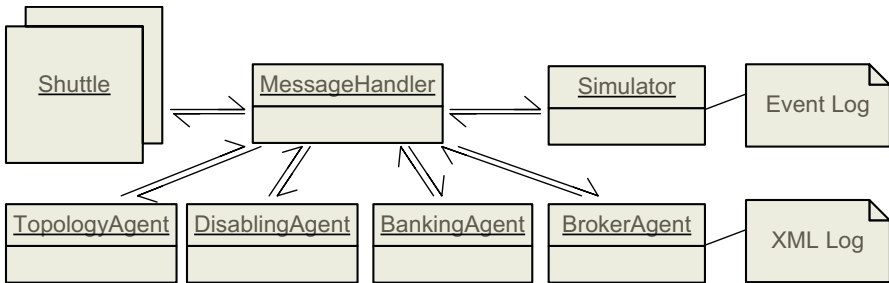 Shuttle
MessageHandler
Simulator
Event Log
TopologyAgent
DisablingAgent
BankingAgent
BrokerAgent
XML Log